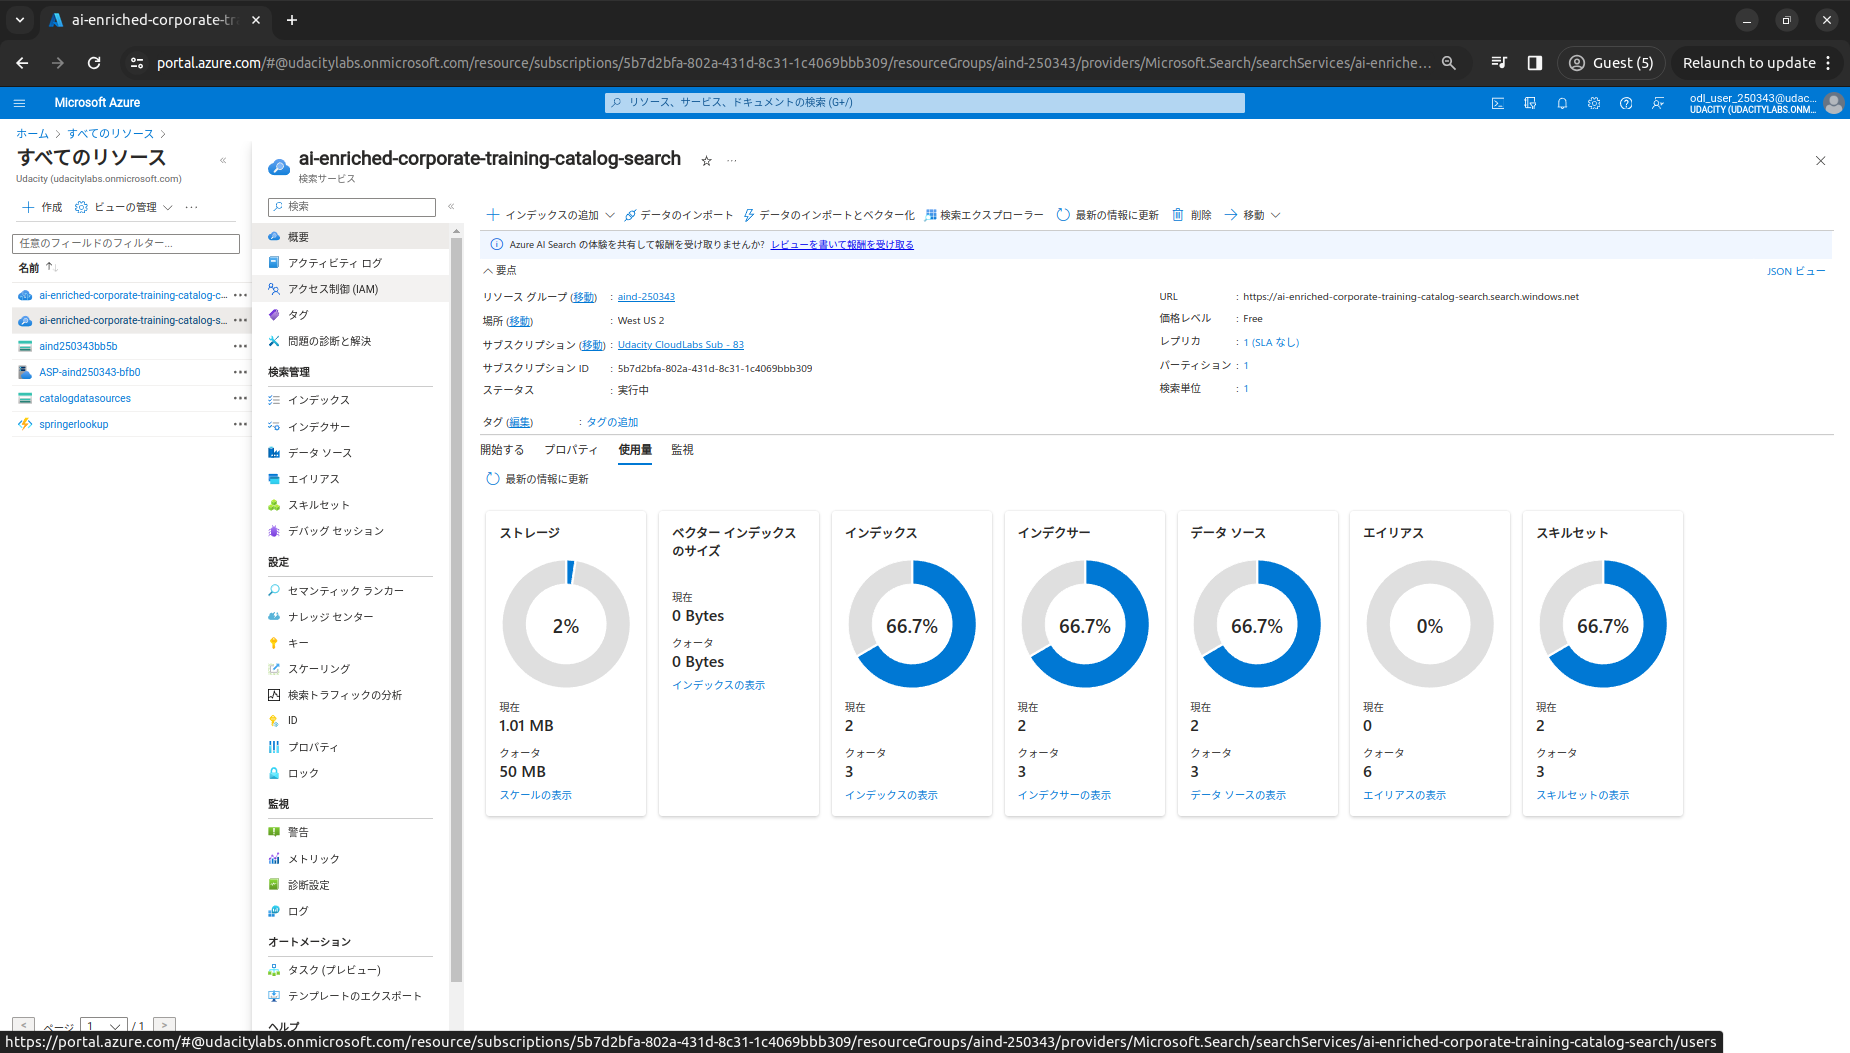 ai-enriched-corporate-tr
portal.azure.com/#@udacitylabs.onmicrosoft.com/resource/subscriptions/5b7d2bfa-802a-431d-8c31-1c4069bbb309/resourceGroups/aind-250343/providers/Microsoft.Search/searchServices/ai-enriche...
Guest (5)
Relaunch to update
Microsoft Azure
リソース、サービス、ドキュメントの検索 (G+/)
odl_user_250343@udac...
UDACITY (UDACITYLABS.ONM...
ホーム > すべてのリソース >
すべてのリソース
Udacity (udacitylabs.onmicrosoft.com)
作成
ビューの管理
任意のフィールドのフィルター...
名前
ai-enriched-corporate-training-catalog-c...
ai-enriched-corporate-training-catalog-s...
aind250343bb5b
ASP-aind250343-bfb0
catalogdatasources
springerlookup
ページ 1 / 1
ai-enriched-corporate-training-catalog-search
検索サービス
検索
概要
アクティビティ ログ
アクセス制御 (IAM)
タグ
問題の診断と解決
検索管理
インデックス
インデクサー
データ ソース
エイリアス
スキルセット
デバッグ セッション
設定
セマンティック ランカー
ナレッジ センター
キー
スケーリング
検索トラフィックの分析
ID
プロパティ
ロック
監視
警告
メトリック
診断設定
ログ
オートメーション
タスク (プレビュー)
テンプレートのエクスポート
ヘルプ
インデックスの追加
データのインポート
データのインポートとベクター化
検索エクスプローラー
最新の情報に更新
削除
移動
Azure AI Search の体験を共有して報酬を受け取りませんか? レビューを書いて報酬を受け取る
要点
JSON ビュー
リソース グループ (移動) : aind-250343
場所 (移動) : West US 2
サブスクリプション (移動) : Udacity CloudLabs Sub - 83
サブスクリプション ID : 5b7d2bfa-802a-431d-8c31-1c4069bbb309
ステータス : 実行中
URL : https://ai-enriched-corporate-training-catalog-search.search.windows.net
価格レベル : Free
レプリカ : 1 (SLA なし)
パーティション : 1
検索単位 : 1
タグ (編集) : タグの追加
開始する
プロパティ
使用量
監視
最新の情報に更新
ストレージ
2%
現在
1.01 MB
クォータ
50 MB
スケールの表示
ベクター インデックス
のサイズ
現在
0 Bytes
クォータ
0 Bytes
インデックスの表示
インデックス
66.7%
現在
2
クォータ
3
インデックスの表示
インデクサー
66.7%
現在
2
クォータ
3
インデクサーの表示
データ ソース
66.7%
現在
2
クォータ
3
データ ソースの表示
エイリアス
0%
現在
0
クォータ
6
エイリアスの表示
スキルセット
66.7%
現在
2
クォータ
3
スキルセットの表示
https://portal.azure.com/#@udacitylabs.onmicrosoft.com/resource/subscriptions/5b7d2bfa-802a-431d-8c31-1c4069bbb309/resourceGroups/aind-250343/providers/Microsoft.Search/searchServices/ai-enriched-corporate-training-catalog-search/users